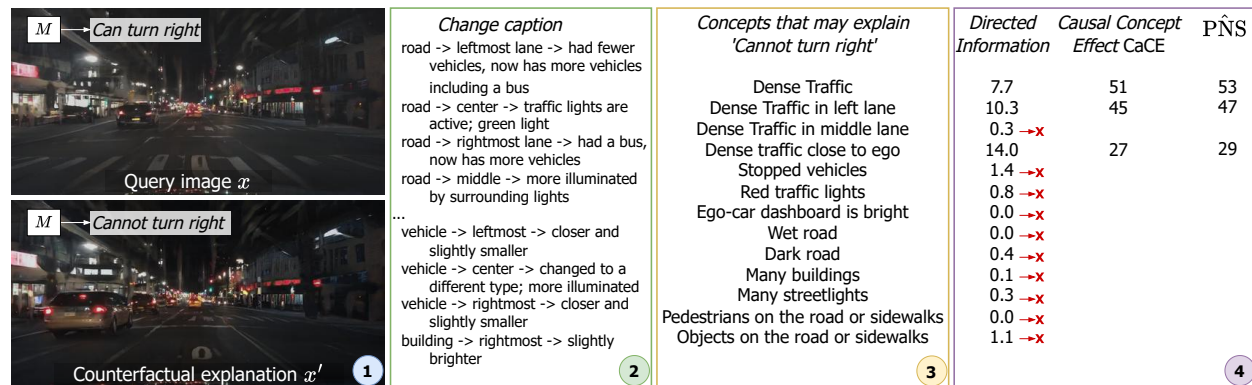 M
Can turn right
Query image x
M
Cannot turn right
Counterfactual explanation x′
1
Change caption
road -> leftmost lane -> had fewer
vehicles, now has more vehicles
including a bus
road -> center -> traffic lights are
active; green light
road -> rightmost lane -> had a bus,
now has more vehicles
road -> middle -> more illuminated
by surrounding lights
...
vehicle -> leftmost -> closer and
slightly smaller
vehicle -> center -> changed to a
different type; more illuminated
vehicle -> rightmost -> closer and
slightly smaller
building -> rightmost -> slightly
brighter
2
Concepts that may explain
'Cannot turn right'
Dense Traffic
Dense Traffic in left lane
Dense Traffic in middle lane
Dense traffic close to ego
Stopped vehicles
Red traffic lights
Ego-car dashboard is bright
Wet road
Dark road
Many buildings
Many streetlights
Pedestrians on the road or sidewalks
Objects on the road or sidewalks
3
Directed Information
Causal Concept Effect CaCE
PN̂S
7.7 51 53
10.3 45 47
0.3 →x
14.0 27 29
1.4 →x
0.8 →x
0.0 →x
0.0 →x
0.4 →x
0.1 →x
0.3 →x
0.0 →x
1.1 →x
4